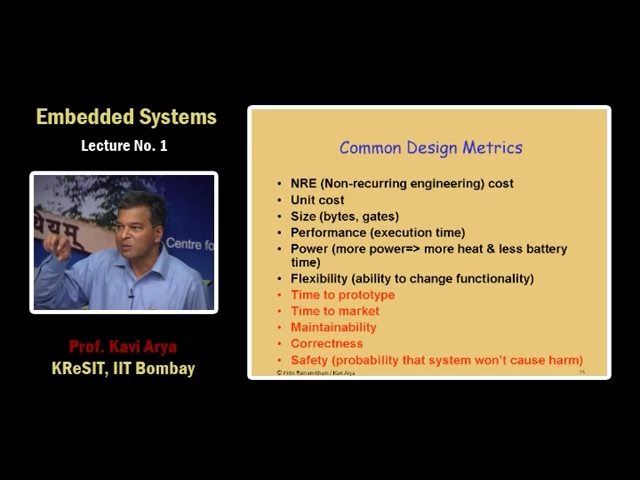 Embedded Systems
Lecture No. 1
Centre fo
Prof. Kavi Arya
KReSIT, IIT Bombay
Common Design Metrics
• NRE (Non-recurring engineering) cost
• Unit cost
• Size (bytes, gates)
• Performance (execution time)
• Power (more power=> more heat & less battery
time)
• Flexibility (ability to change functionality)
• Time to prototype
• Time to market
• Maintainability
• Correctness
• Safety (probability that system won't cause harm)
/ Kavi Arya